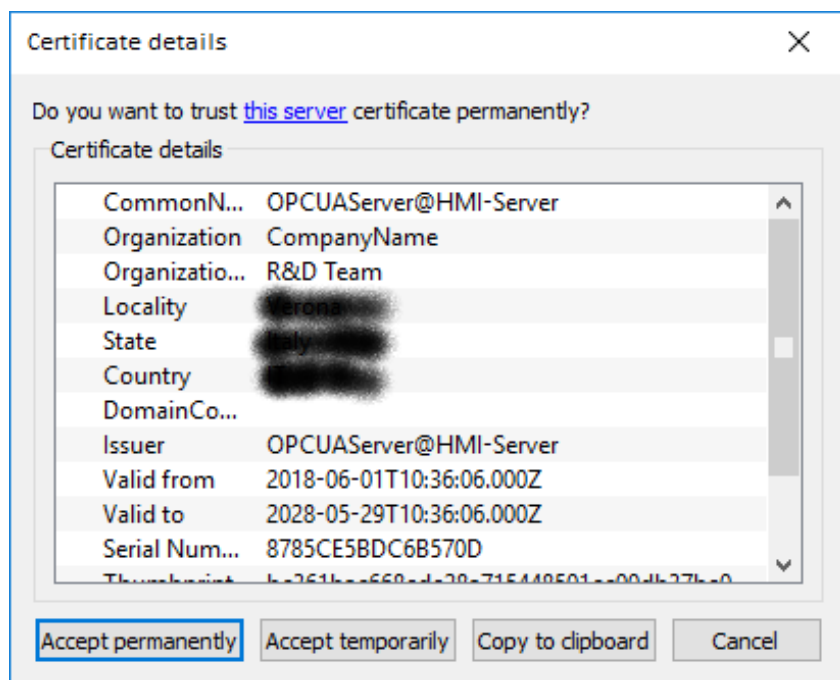 Certificate details
Do you want to trust this server certificate permanently?
Certificate details
CommonN... OPCUAServer@HMI-Server
Organization CompanyName
Organizatio... R&D Team
Locality
State
Country
DomainCo...
Issuer OPCUAServer@HMI-Server
Valid from 2018-06-01T10:36:06.000Z
Valid to 2028-05-29T10:36:06.000Z
Serial Num... 8785CE5BDC6B570D
Thumbprint
Accept permanently Accept temporarily Copy to clipboard Cancel